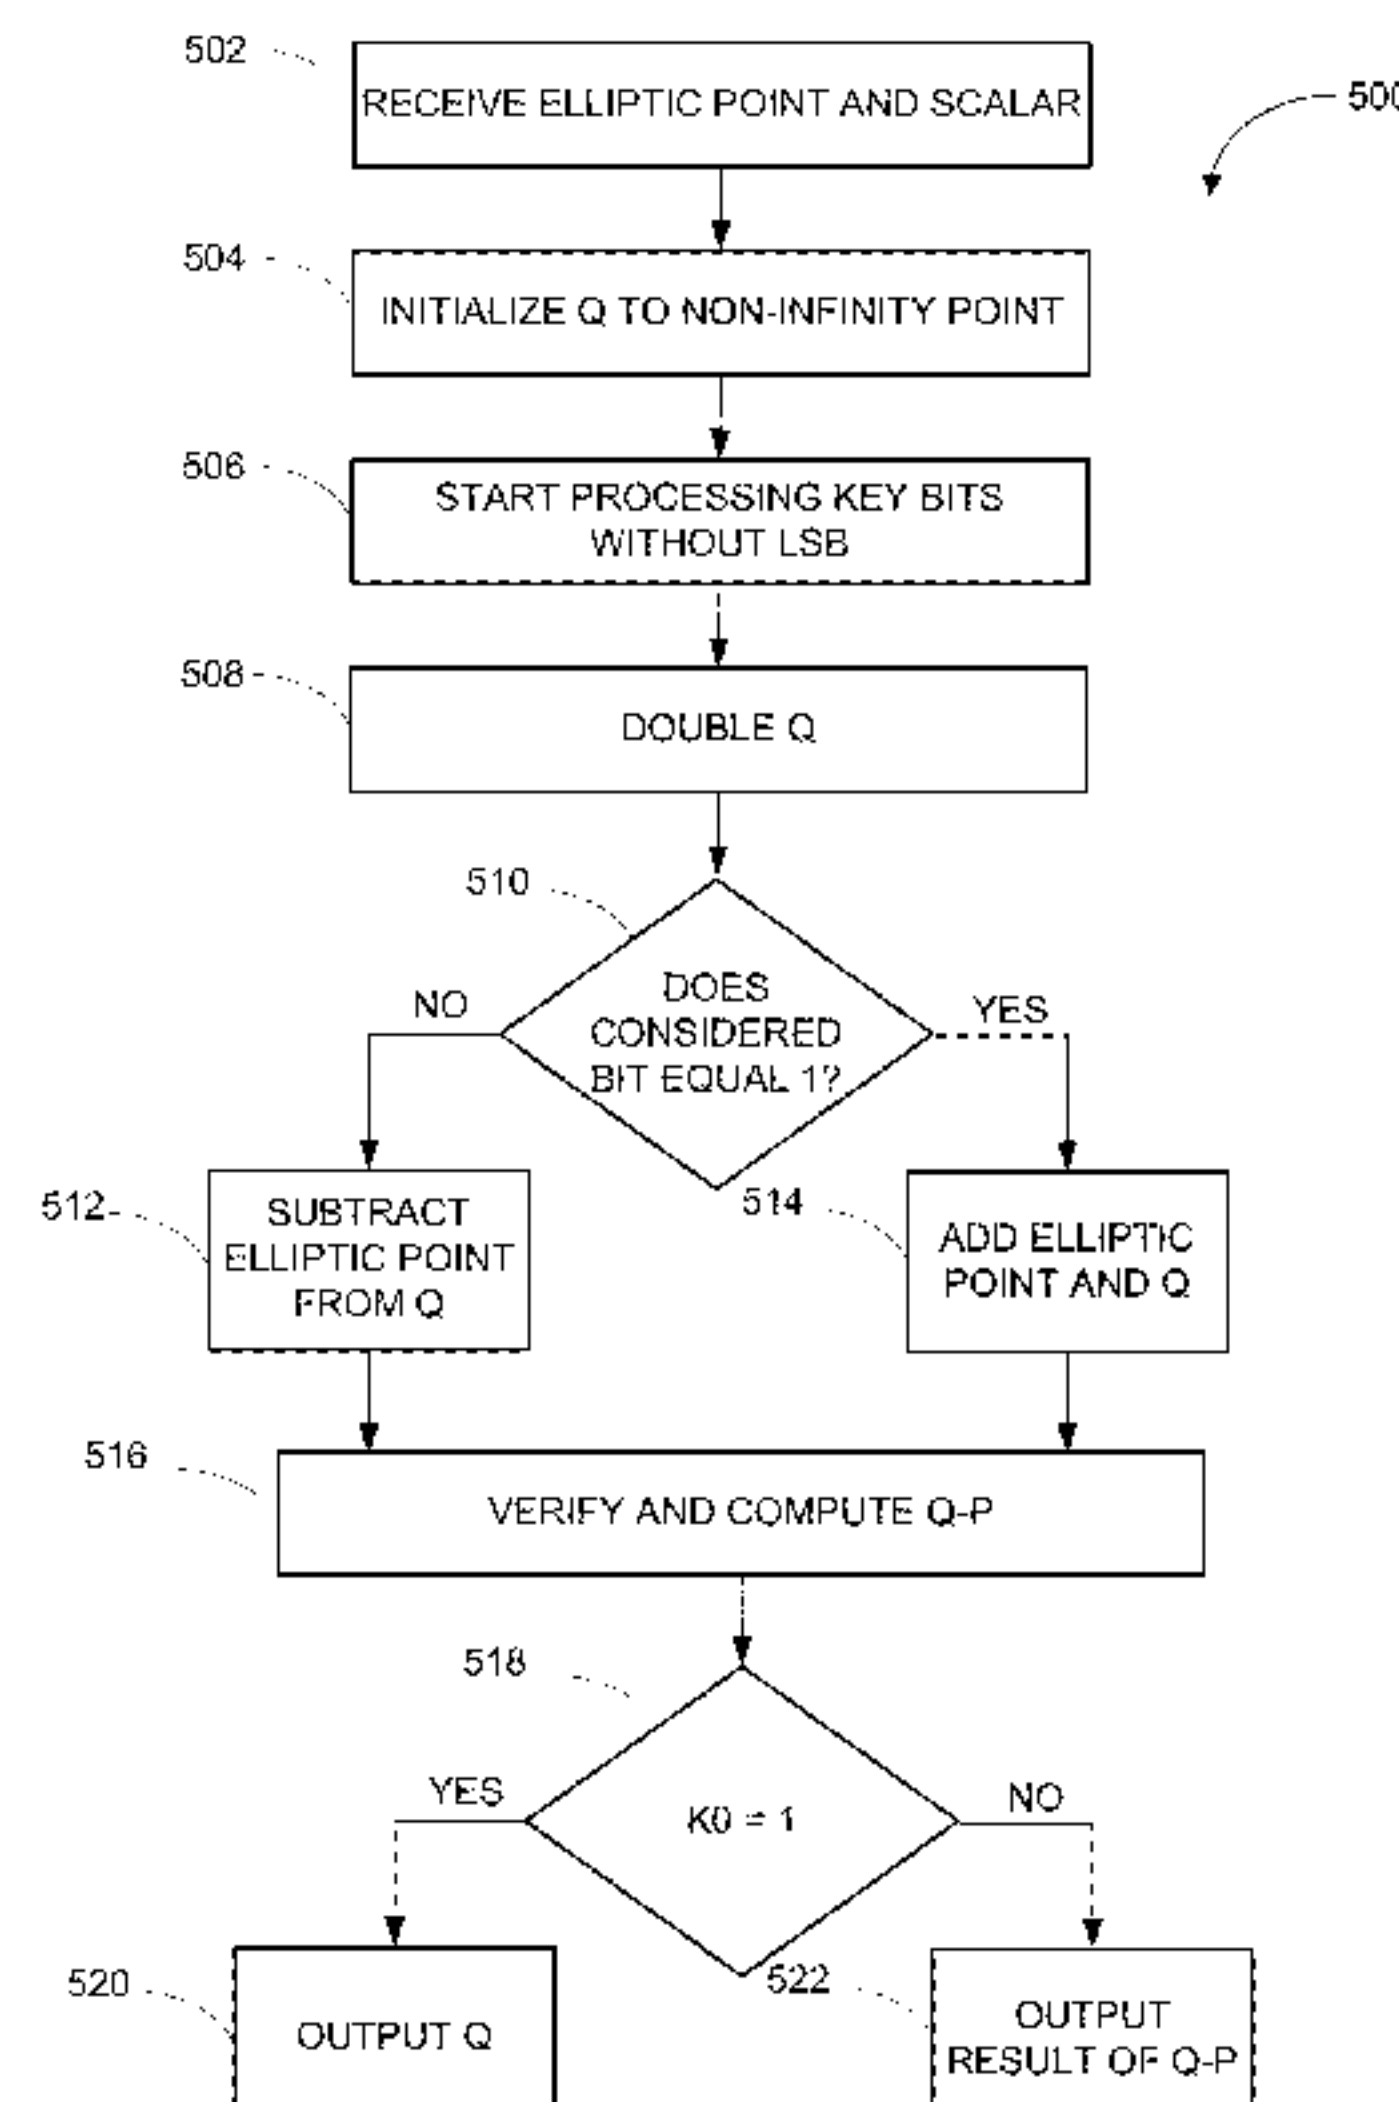 502
RECEIVE ELLIPTIC POINT AND SCALAR
500
504
INITIALIZE Q TO NON-INFINITY POINT
506
START PROCESSING KEY BITS
WITHOUT LSB
508
DOUBLE Q
510
DOES
CONSIDERED
BIT EQUAL 1?
NO
YES
512
SUBTRACT
ELLIPTIC POINT
FROM Q
514
ADD ELLIPTIC
POINT AND Q
516
VERIFY AND COMPUTE Q-P
518
K0 = 1
YES
NO
520
OUTPUT Q
522
OUTPUT
RESULT OF Q-P